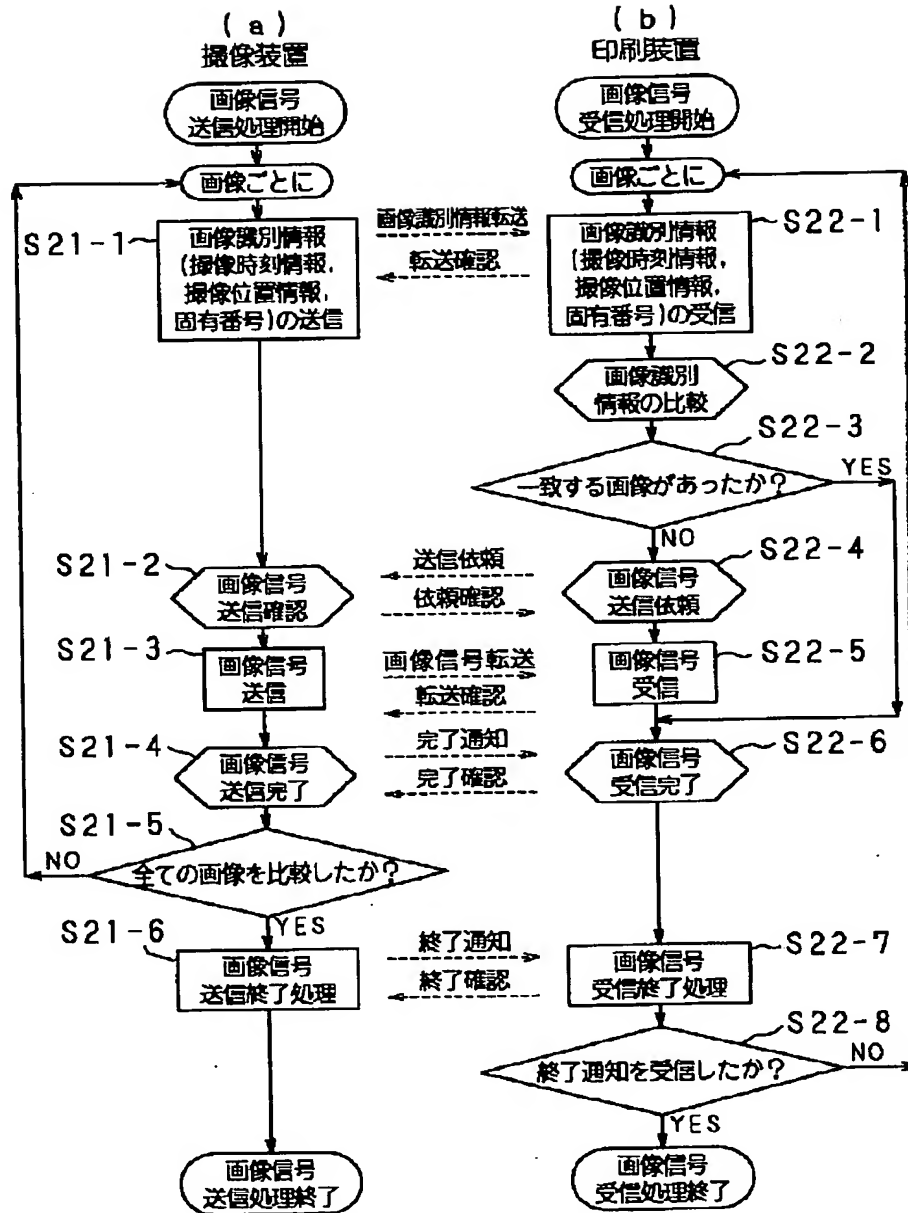 (a)
撮像装置
画像信号
送信処理開始
画像ごとに
S21-1
画像識別情報
(撮像時刻情報,
撮像位置情報,
固有番号)の送信
画像識別情報転送
転送確認
(b)
印刷装置
画像信号
受信処理開始
画像ごとに
S22-1
画像識別情報
(撮像時刻情報,
撮像位置情報,
固有番号)の受信
S22-2
画像識別
情報の比較
S22-3
一致する画像があったか?
YES
NO
S21-2
画像信号
送信確認
送信依頼
依頼確認
S22-4
画像信号
送信依頼
S21-3
画像信号
送信
画像信号転送
転送確認
S22-5
画像信号
受信
S21-4
画像信号
送信完了
完了通知
完了確認
S22-6
画像信号
受信完了
S21-5
全ての画像を比較したか?
NO
YES
S21-6
画像信号
送信終了処理
終了通知
終了確認
S22-7
画像信号
受信終了処理
S22-8
終了通知を受信したか?
NO
YES
画像信号
送信処理終了
画像信号
受信処理終了